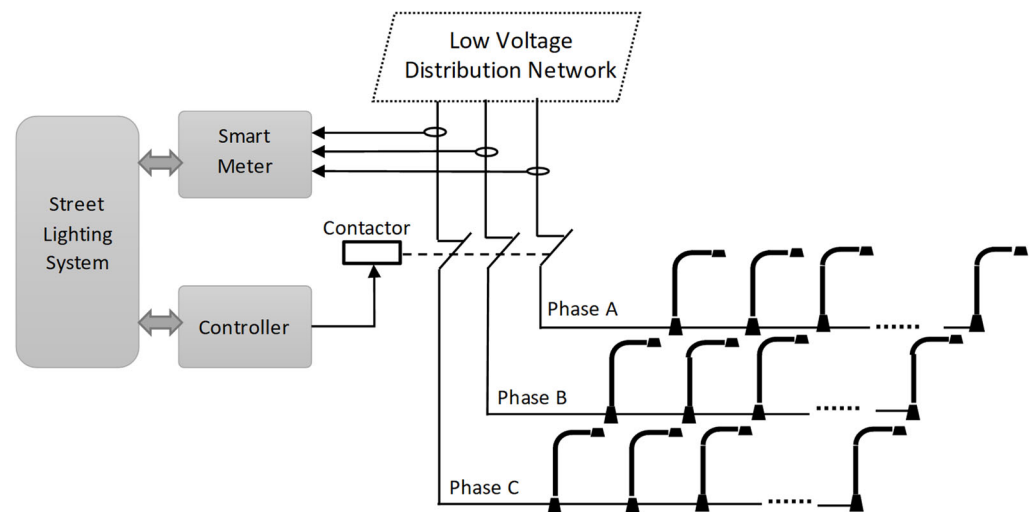 Low Voltage
Distribution Network
Smart
Meter
Street
Lighting
System
Contactor
Controller
Phase A
Phase B
Phase C